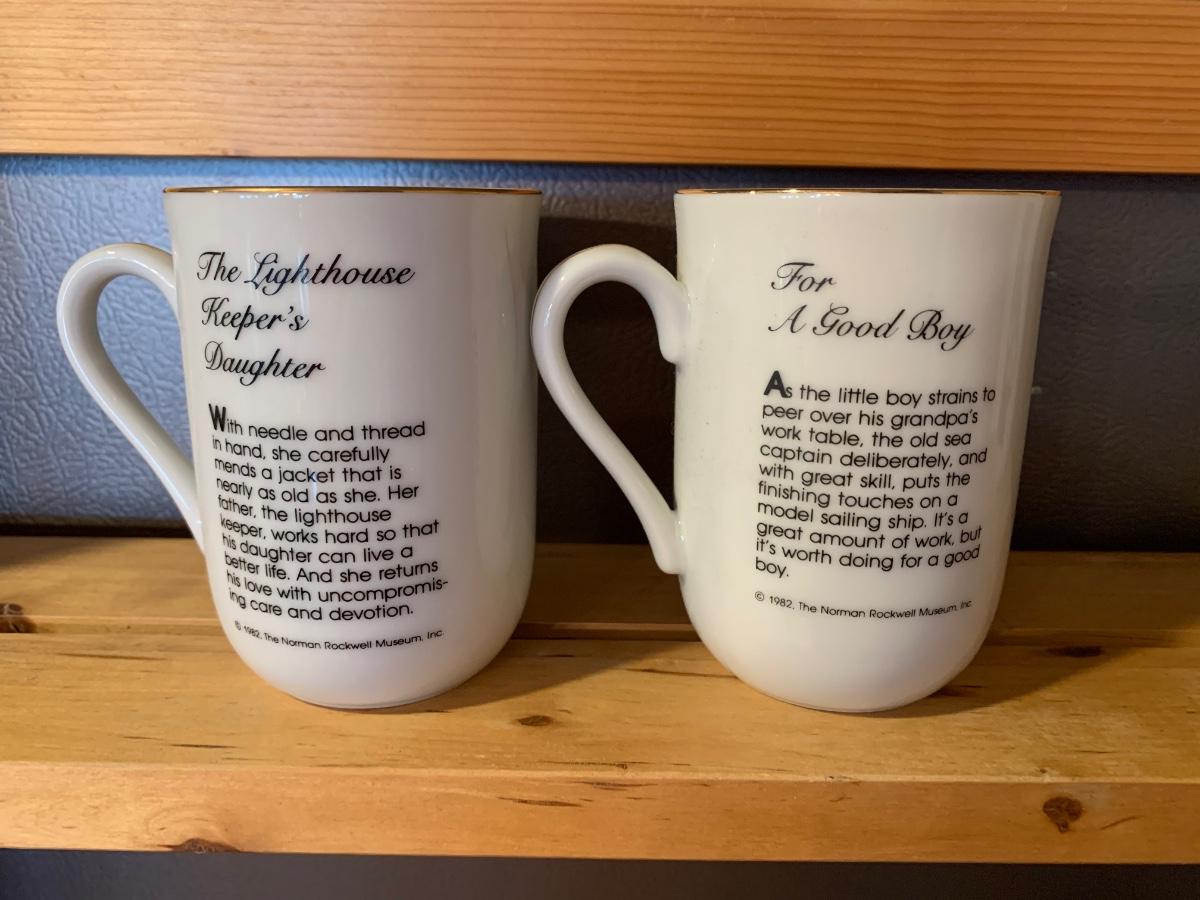 The Lighthouse
Keeper's
Daughter
With needle and thread
in hand, she carefully
mends a jacket that is
nearly as old as she. Her
father, the lighthouse
keeper, works hard so that
his daughter can live a
better life. And she returns
his love with uncompromis-
ing care and devotion.
© 1982, The Norman Rockwell Museum, Inc.
For
A Good Boy
As the little boy strains to
peer over his grandpa's
work table, the old sea
captain deliberately, and
with great skill, puts the
finishing touches on a
model sailing ship. It's a
great amount of work, but
it's worth doing for a good
boy.
© 1982, The Norman Rockwell Museum, Inc.